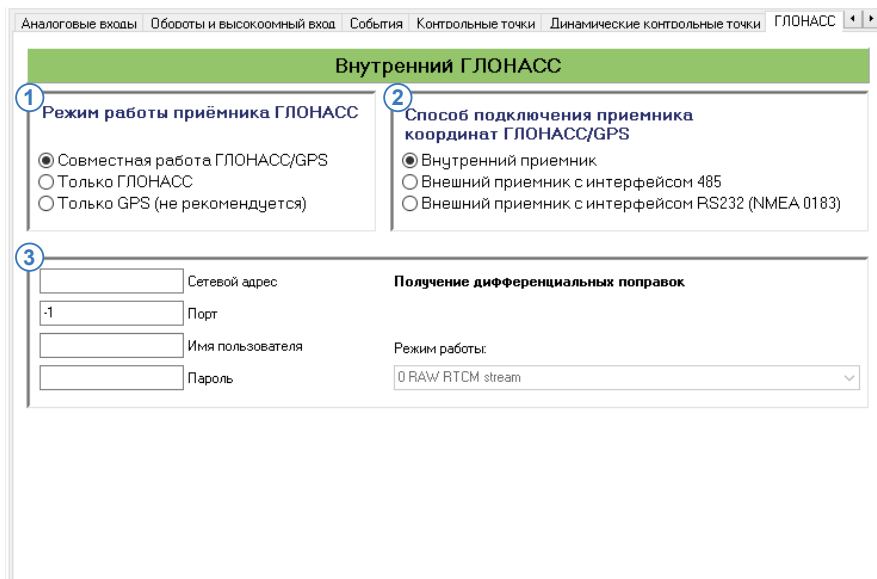 Аналоговые входы Обороты и высокоомный вход События Контрольные точки Динамические контрольные точки ГЛОНАСС
Внутренний ГЛОНАСС
1
Режим работы приёмника ГЛОНАСС
Совместная работа ГЛОНАСС/GPS
Только ГЛОНАСС
Только GPS (не рекомендуется)
2
Способ подключения приемника
координат ГЛОНАСС/GPS
Внутренний приемник
Внешний приемник с интерфейсом 485
Внешний приемник с интерфейсом RS232 (NMEA 0183)
3
Сетевой адрес
-1 Порт
Имя пользователя
Пароль
Получение дифференциальных поправок
Режим работы:
0 RAW RTCM stream